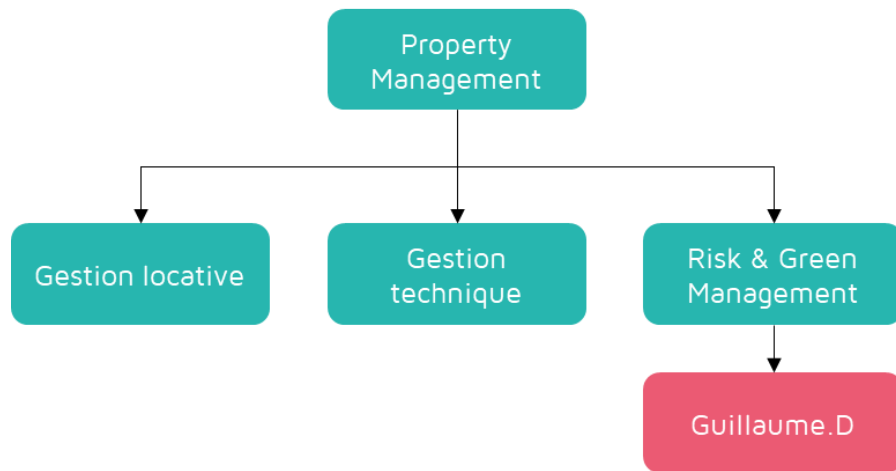 Property
Management
Gestion locative
Gestion
technique
Risk & Green
Management
Guillaume.D